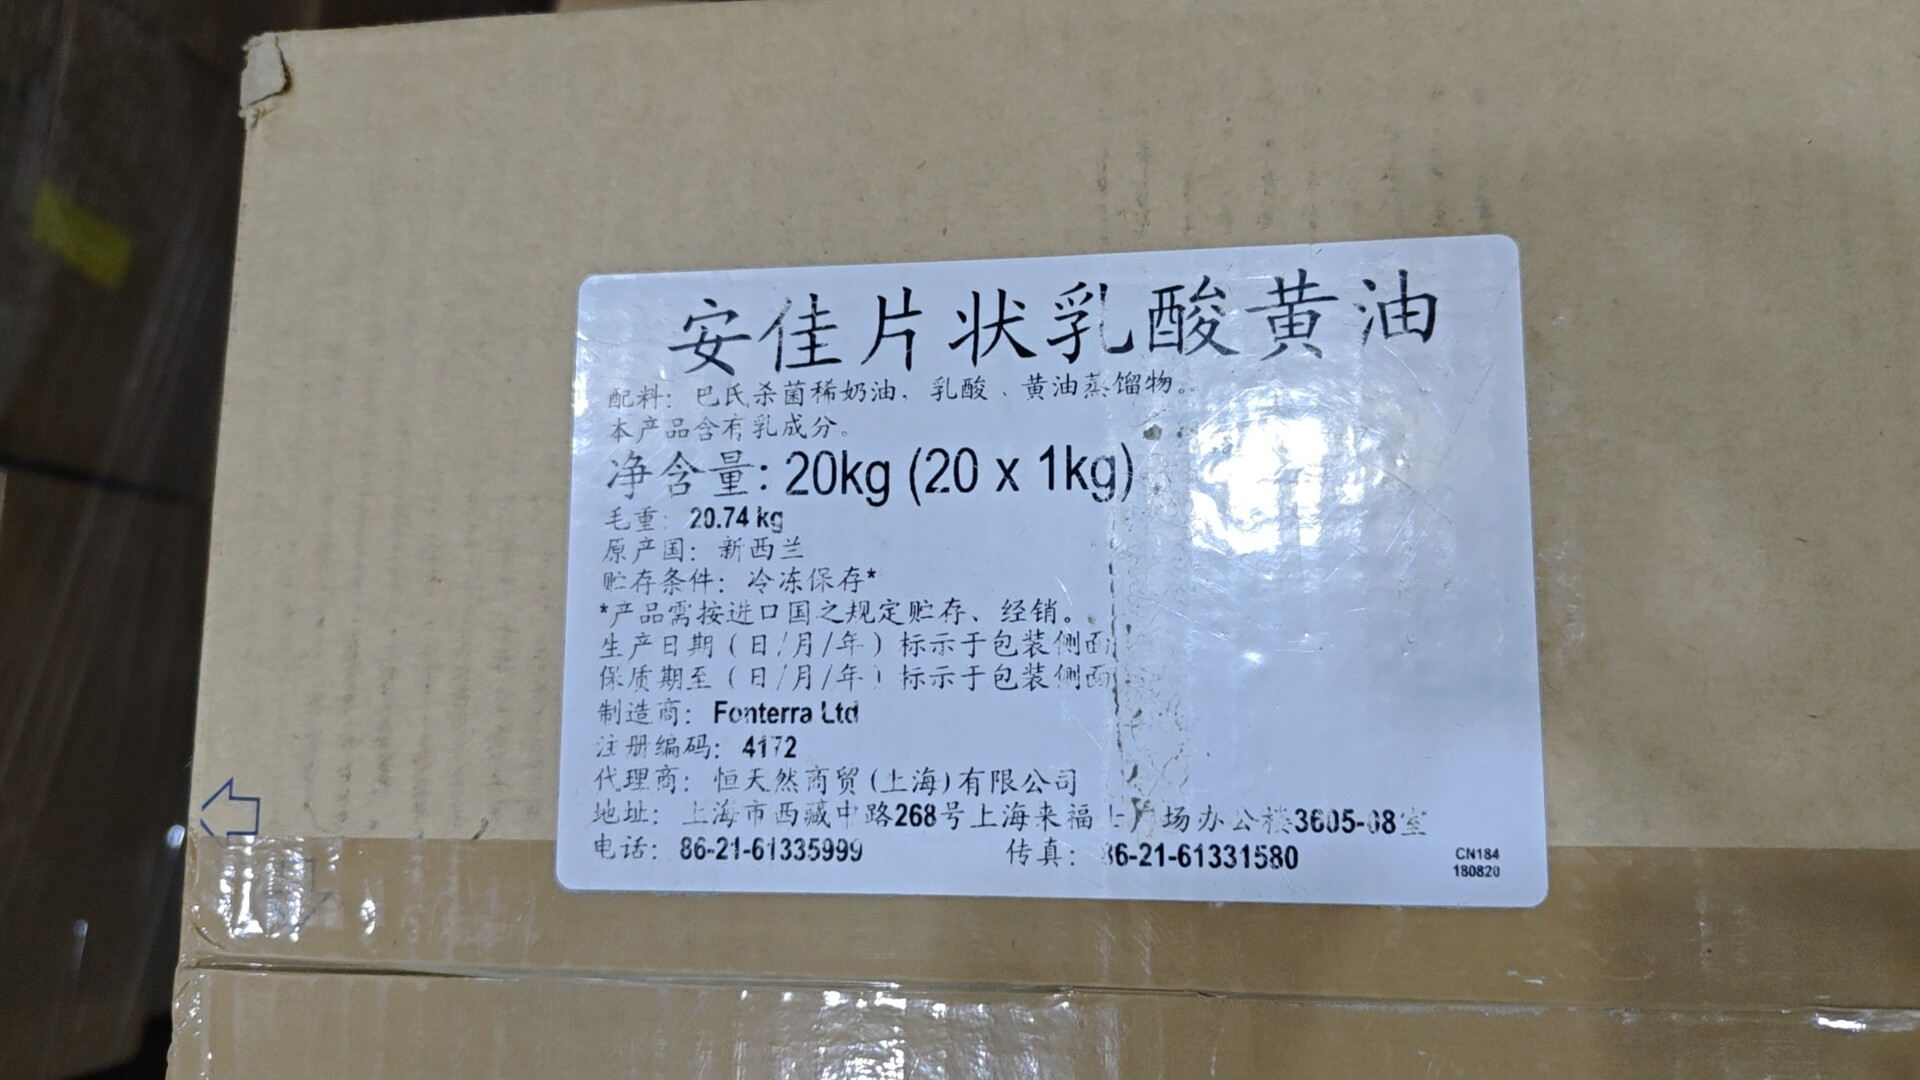 安佳片状乳酸黄油
配料: 巴氏杀菌稀奶油、乳酸、黄油蒸馏物。
本产品含有乳成分。
净含量: 20kg (20 x 1kg)
毛重: 20.74 kg
原产国: 新西兰
贮存条件: 冷冻保存*
*产品需按进口国之规定贮存、经销。
生产日期（日/月/年）标示于包装侧面
保质期至（日/月/年）标示于包装侧面
制造商: Fonterra Ltd
注册编码: 4172
代理商: 恒天然商贸(上海)有限公司
地址: 上海市西藏中路268号上海来福士广场办公楼3605-08室
电话: 86-21-61335999 传真: 86-21-61331580
CN184
180820